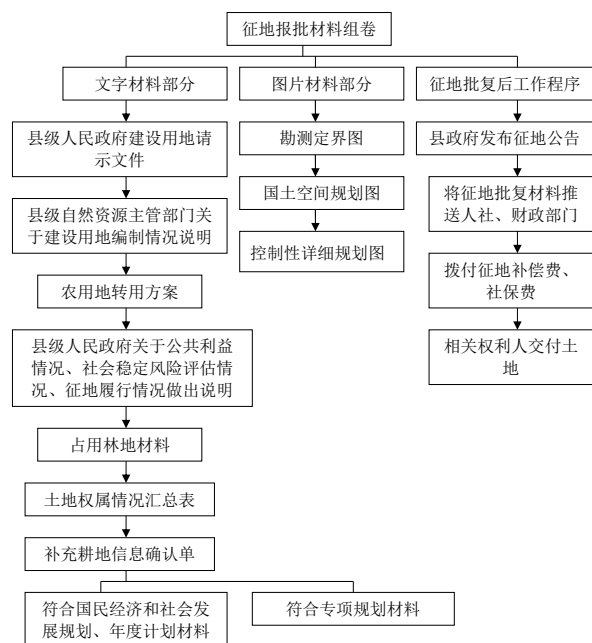 征地报批材料组卷
文字材料部分
图片材料部分
征地批复后工作程序
县级人民政府建设用地请
示文件
勘测定界图
县政府发布征地公告
县级自然资源主管部门关
于建设用地编制情况说明
国土空间规划图
将征地批复材料推
送人社、财政部门
控制性详细规划图
农用地转用方案
拨付征地补偿费、
社保费
县级人民政府关于公共利益
情况、社会稳定风险评估情
况、征地履行情况做出说明
相关权利人交付土
地
占用林地材料
土地权属情况汇总表
补充耕地信息确认单
符合国民经济和社会发
展规划、年度计划材料
符合专项规划材料